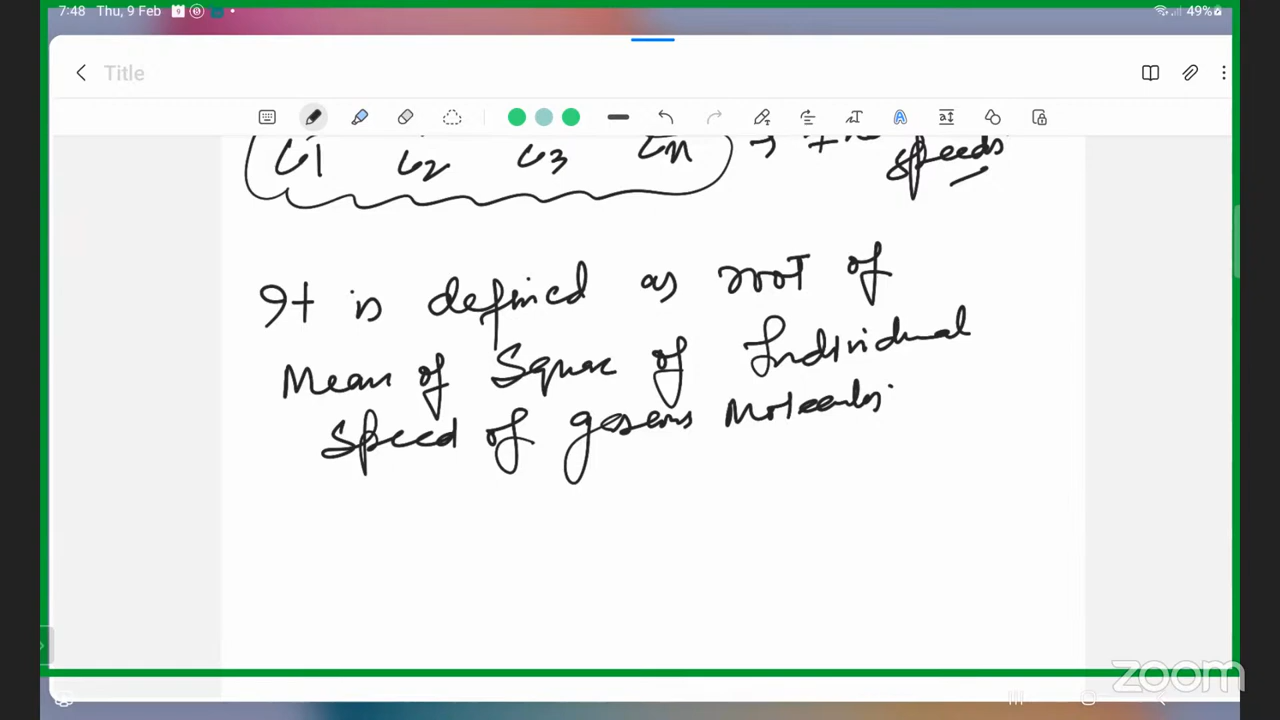 7:48 Thu, 9 Feb
49%
Title
C1 C2 C3 Cn → speeds
It is defined as root of
Mean of Square of Individual
Speed of gaseous Molecules
zoom